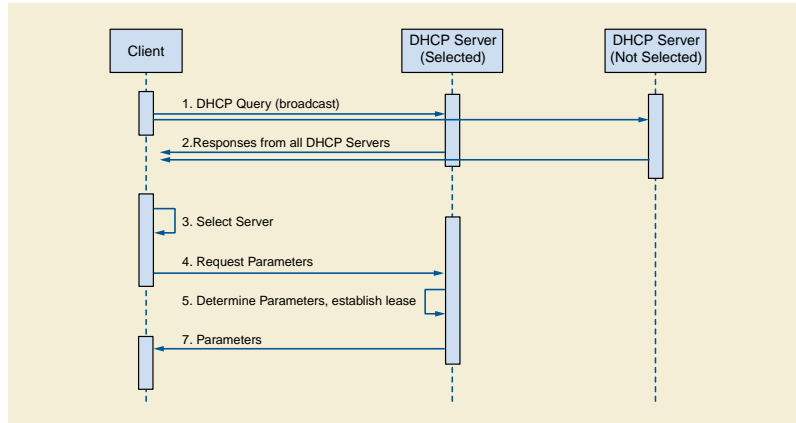 Client
DHCP Server
(Selected)
DHCP Server
(Not Selected)
1. DHCP Query (broadcast)
2.Responses from all DHCP Servers
3. Select Server
4. Request Parameters
5. Determine Parameters, establish lease
7. Parameters